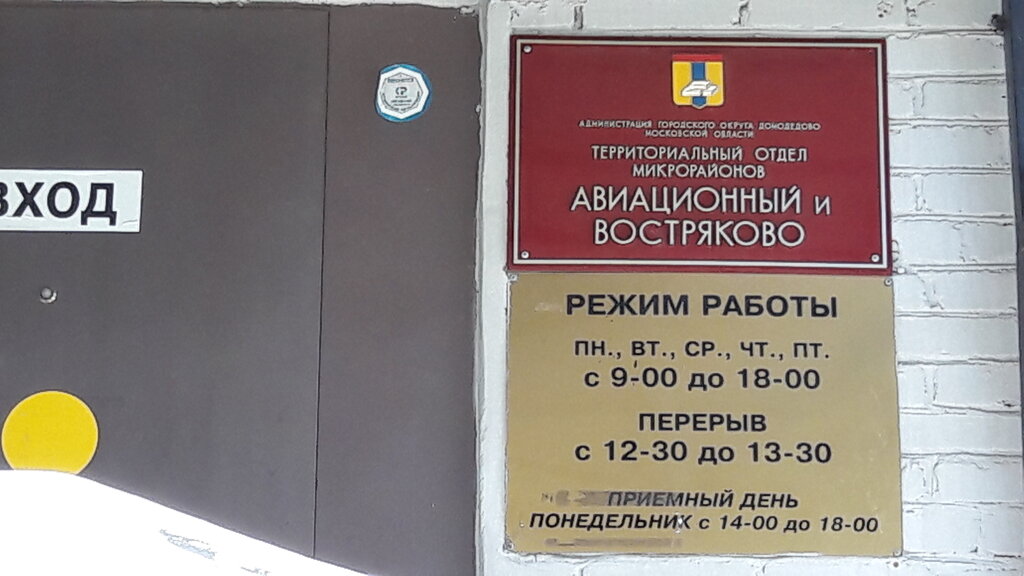 ВХОД
АДМИНИСТРАЦИЯ ГОРОДСКОГО ОКРУГА ДОМОДЕДОВО
МОСКОВСКОЙ ОБЛАСТИ
ТЕРРИТОРИАЛЬНЫЙ ОТДЕЛ
МИКРОРАЙОНОВ
АВИАЦИОННЫЙ и
ВОСТРЯКОВО
РЕЖИМ РАБОТЫ
ПН., ВТ., СР., ЧТ., ПТ.
с 9-00 до 18-00
ПЕРЕРЫВ
с 12-30 до 13-30
ПРИЕМНЫЙ ДЕНЬ
ПОНЕДЕЛЬНИК с 14-00 до 18-00